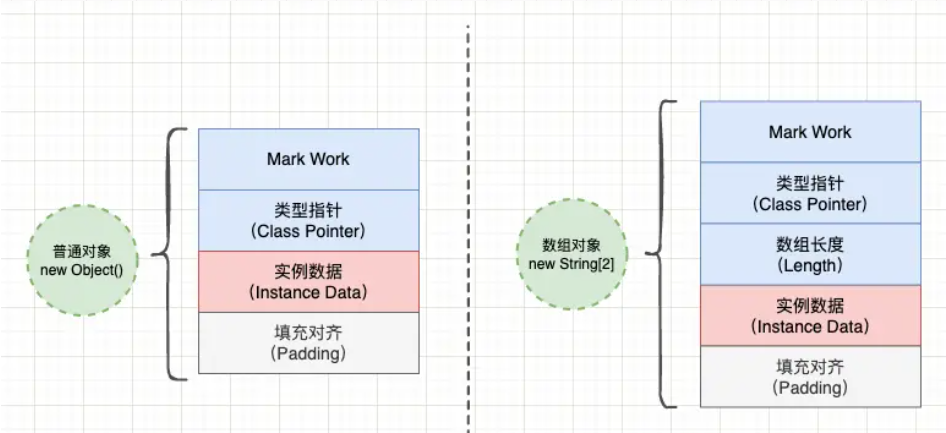 普通对象
new Object()
Mark Work
类型指针
(Class Pointer)
实例数据
(Instance Data)
填充对齐
(Padding)
数组对象
new String[2]
Mark Work
类型指针
(Class Pointer)
数组长度
(Length)
实例数据
(Instance Data)
填充对齐
(Padding)